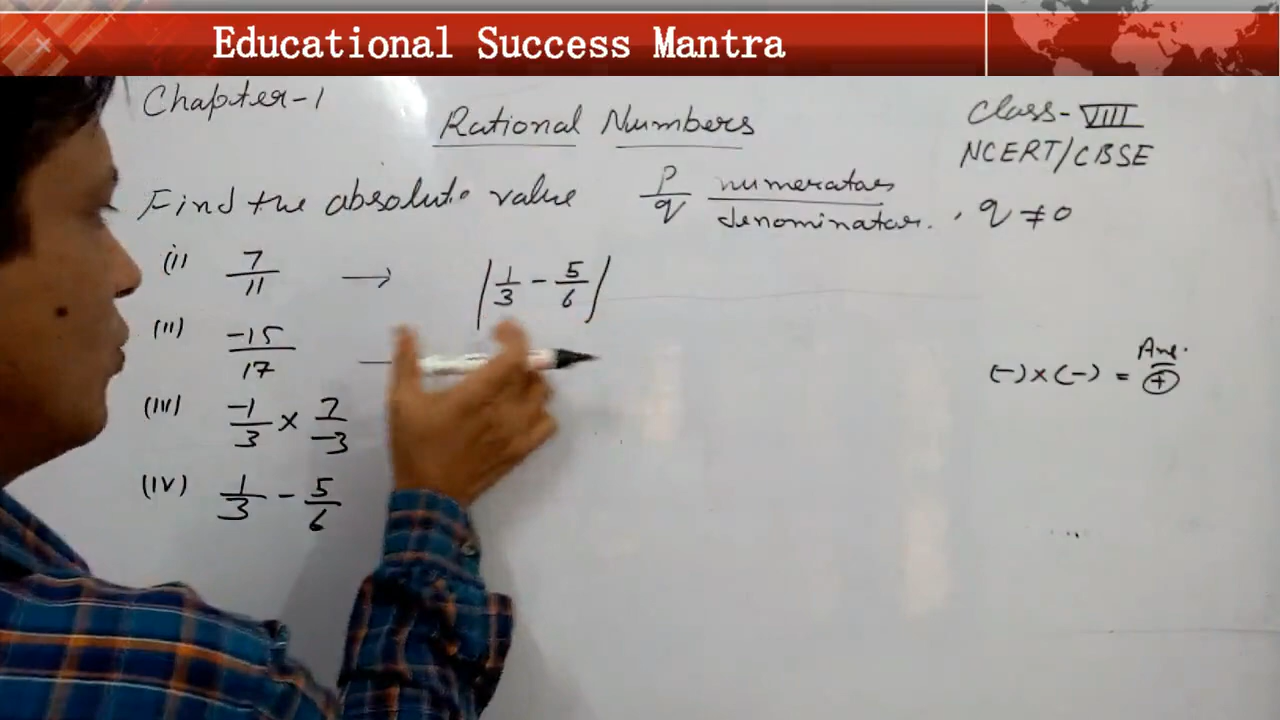 Educational Success Mantra
Chapter-1
Rational Numbers
Class-VIII
NCERT/CBSE
Find the absolute value p/q numerators/denominator. , q ≠ 0
(i) 7/11 → |1/3 - 5/6|
(ii) -15/17 —
(iii) -1/3 × 7/-3
(iv) 1/3 - 5/6
(-) × (-) = (+) Ans.